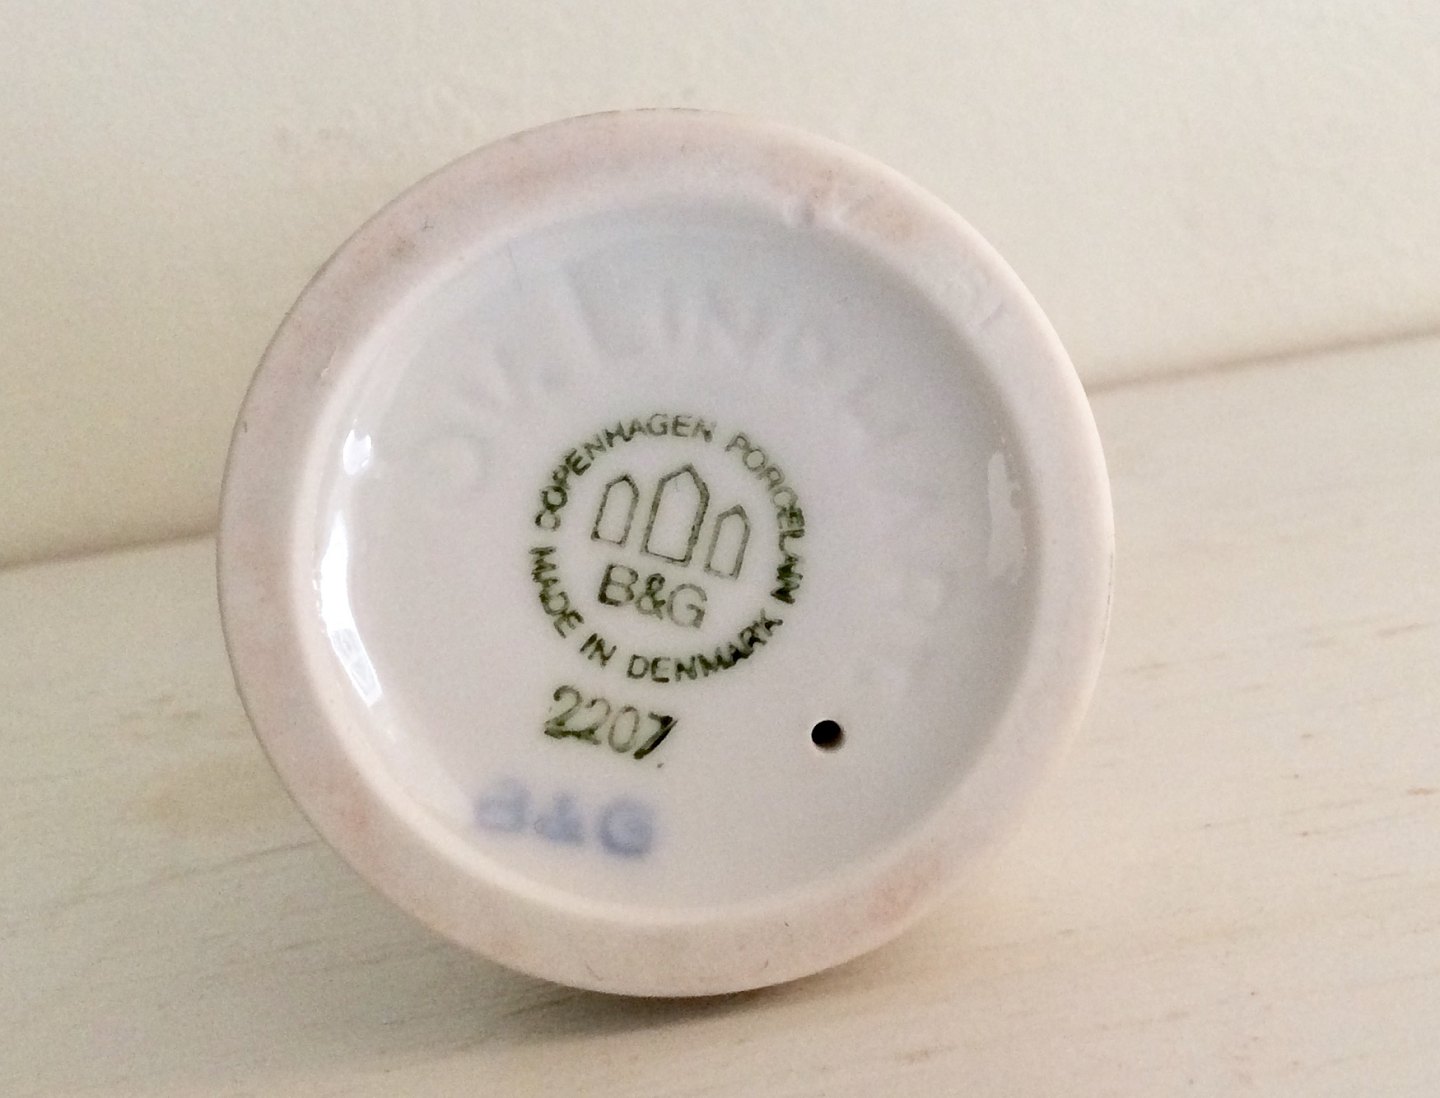 COPENHAGEN PORCELAIN
B&G
MADE IN DENMARK
2207.
B&G